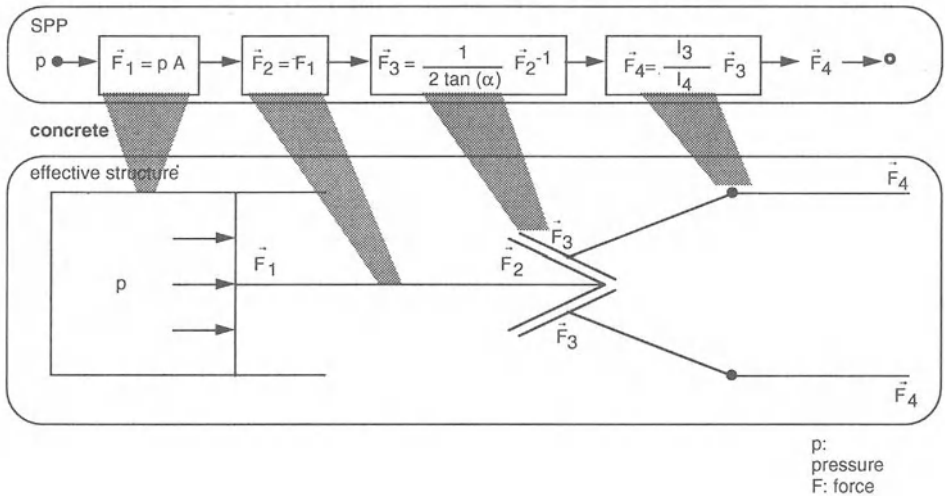 SPP
p F⃗1 = p A F⃗2 = -F⃗1 F⃗3 = 1 / 2 tan (α) F⃗2⁻¹ F⃗4 = l3 / l4 F⃗3 F⃗4
concrete
effective structure
F⃗4
F⃗3
F⃗1 F⃗2
p
F⃗3
F⃗4
p:
pressure
F: force